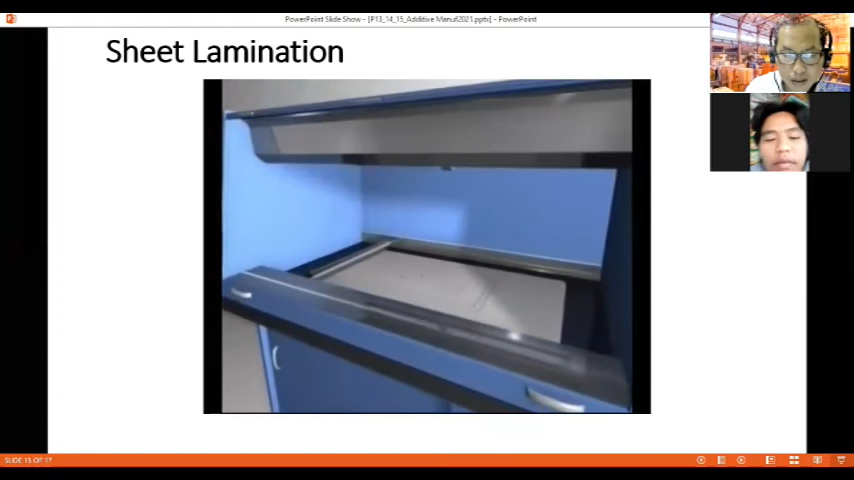 PowerPoint Slide Show - [P13_14_15_Additive Manuf2021.pptx] - PowerPoint
Sheet Lamination
SLIDE 15 OF 17